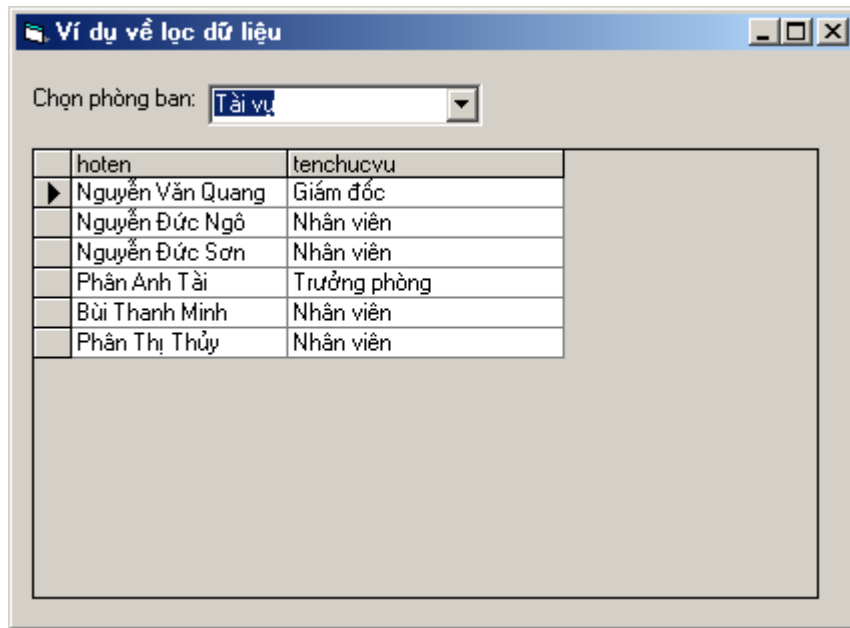 Ví dụ về lọc dữ liệu
Chọn phòng ban: Tài vụ
hoten tenchucvu
Nguyễn Văn Quang Giám đốc
Nguyễn Đức Ngô Nhân viên
Nguyễn Đức Sơn Nhân viên
Phân Anh Tài Trưởng phòng
Bùi Thanh Minh Nhân viên
Phân Thị Thủy Nhân viên